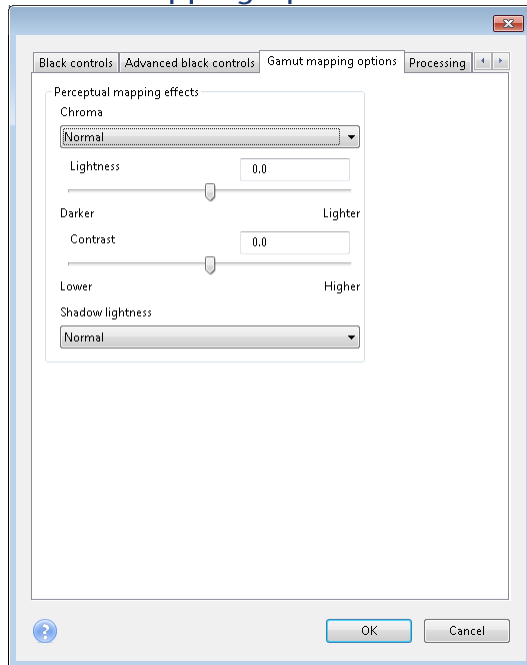 Black controls Advanced black controls Gamut mapping options Processing
Perceptual mapping effects
Chroma
Normal
Lightness 0.0
Darker Lighter
Contrast 0.0
Lower Higher
Shadow lightness
Normal
? OK Cancel